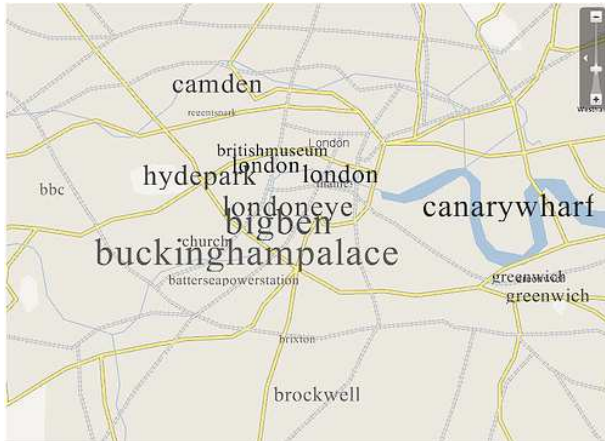 camden
regentspark
London
britishmuseum
london
hydepark
london
thames
bbc
londoneye
canarywharf
bigben
church
buckinghampalace
greenwich
batterseapowerstation
greenwich
brixton
brockwell